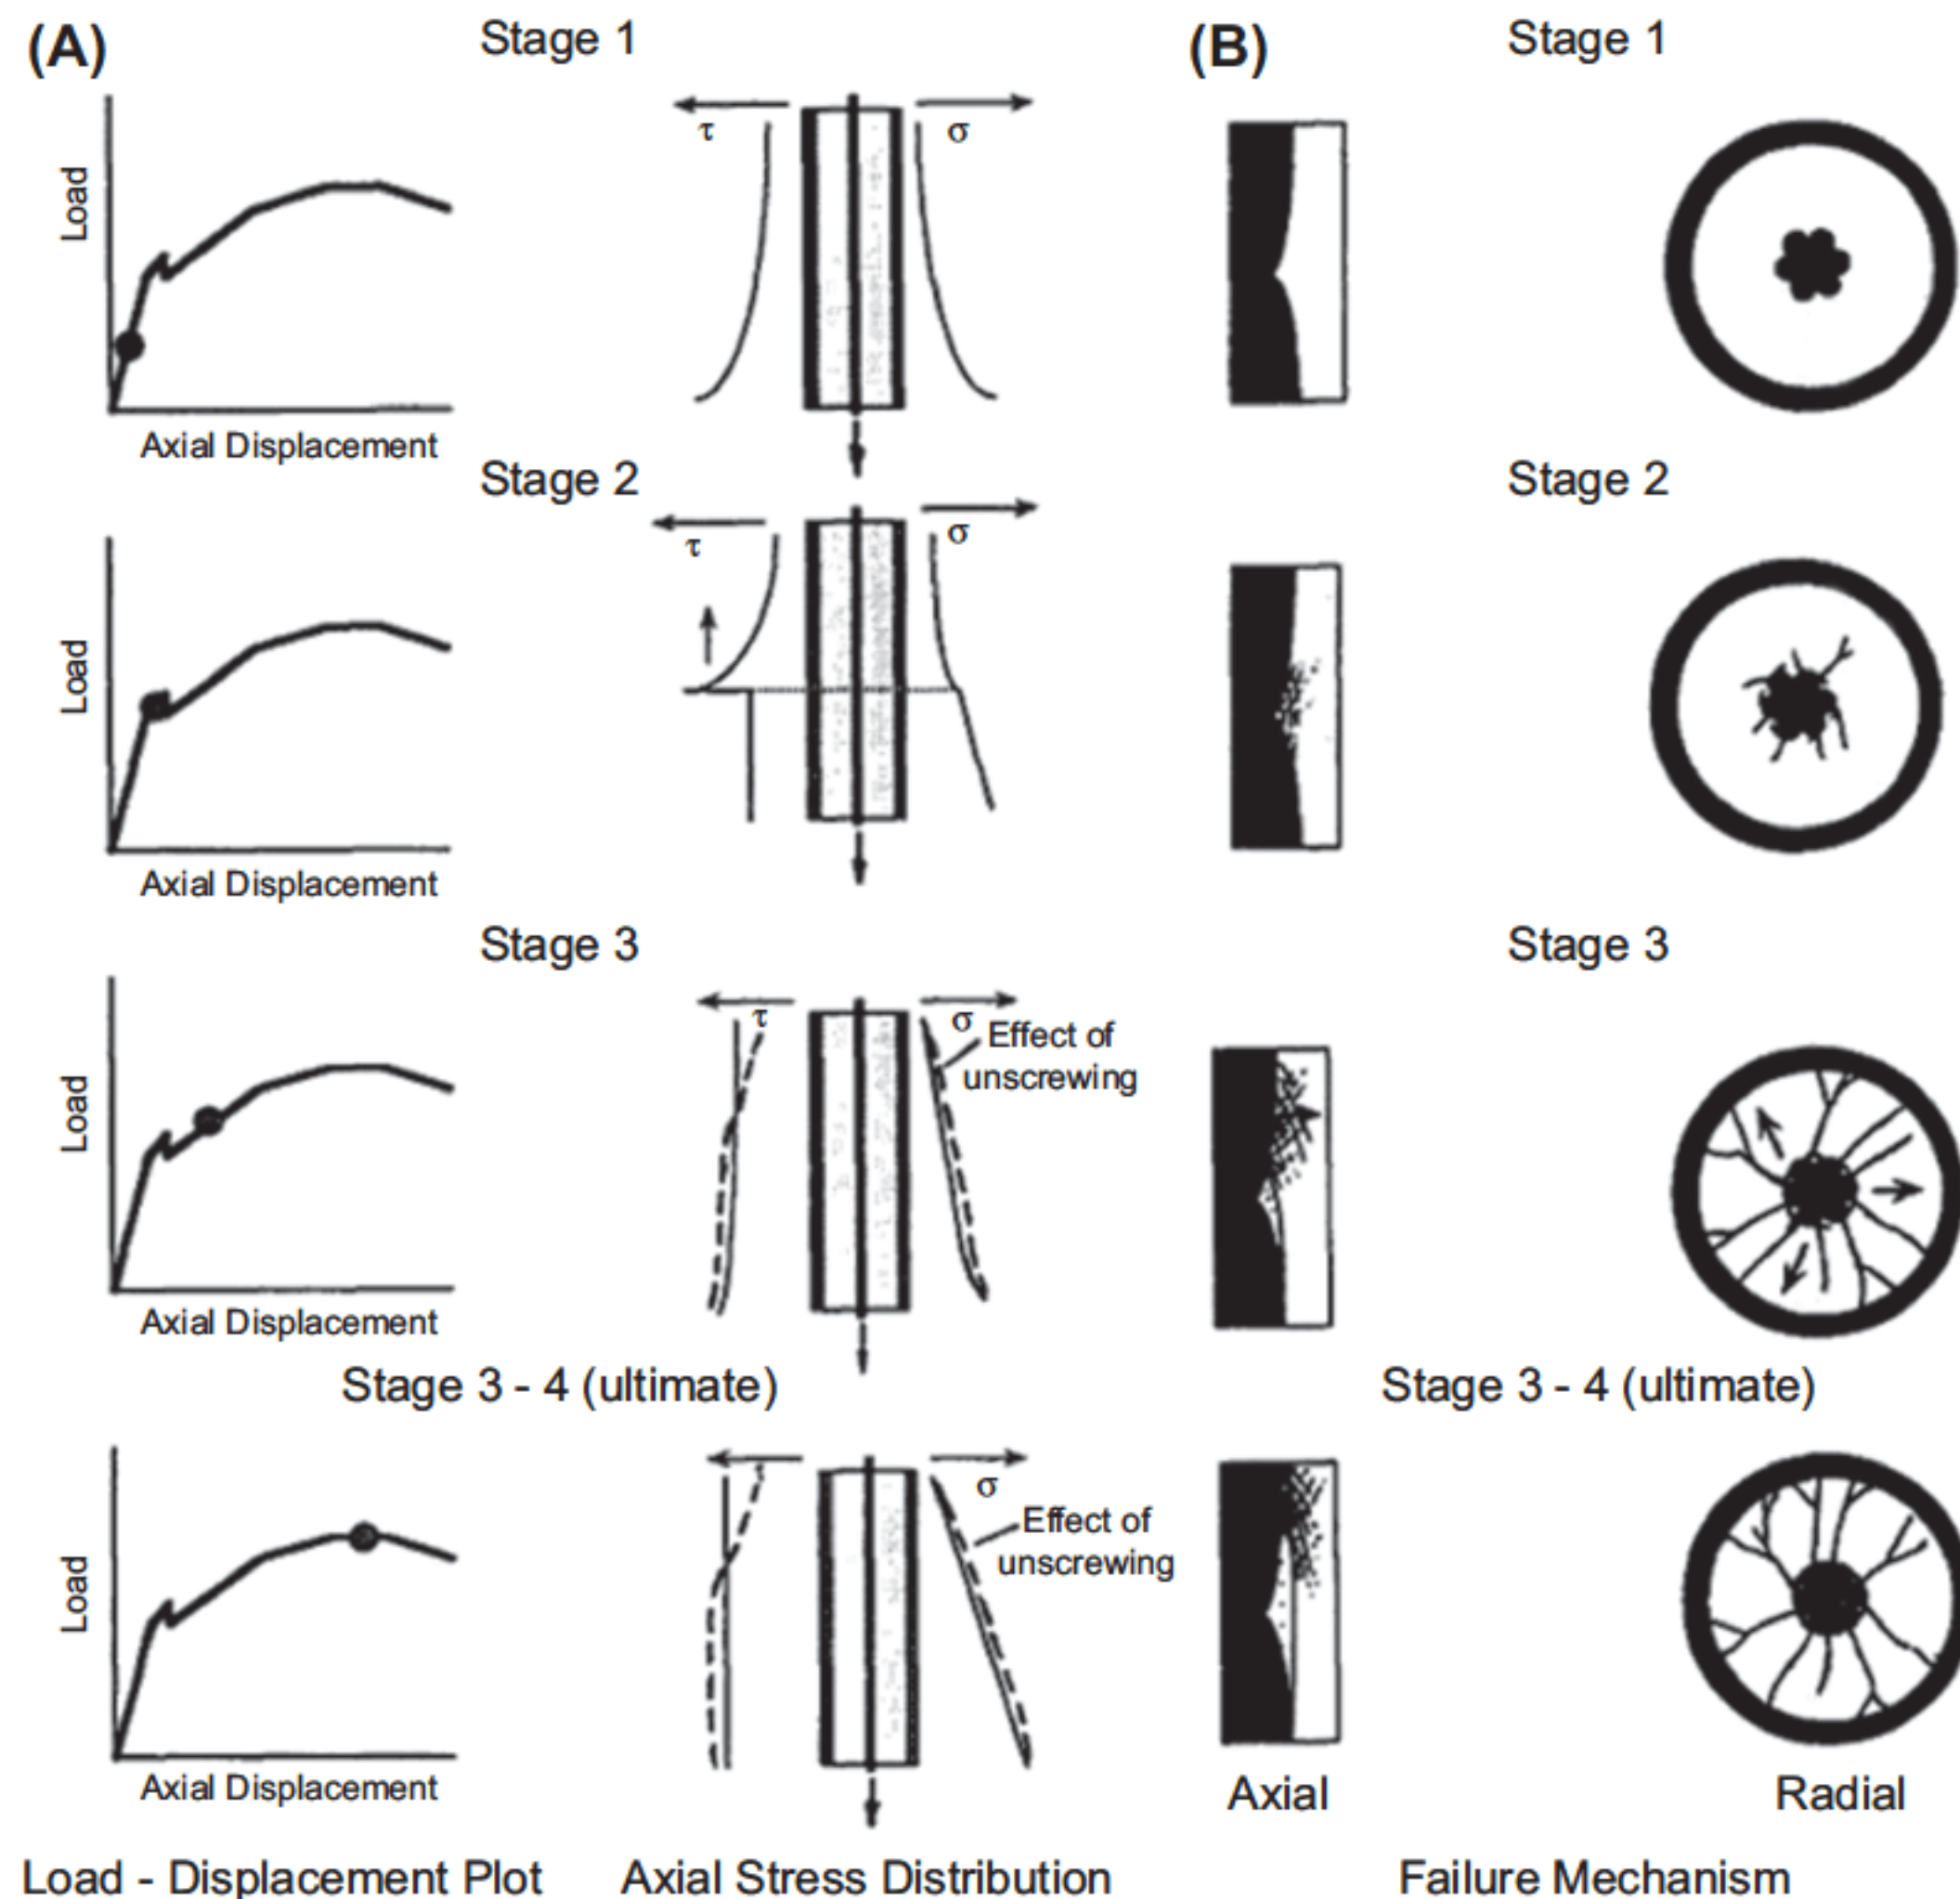 (A)
Stage 1
(B)
Stage 1
Load
τ
σ
Axial Displacement
Stage 2
Stage 2
Load
τ
σ
Axial Displacement
Stage 3
Stage 3
Load
τ
σ
Effect of
unscrewing
Axial Displacement
Stage 3 - 4 (ultimate)
Stage 3 - 4 (ultimate)
Load
τ
σ
Effect of
unscrewing
Axial Displacement
Axial
Radial
Load - Displacement Plot
Axial Stress Distribution
Failure Mechanism